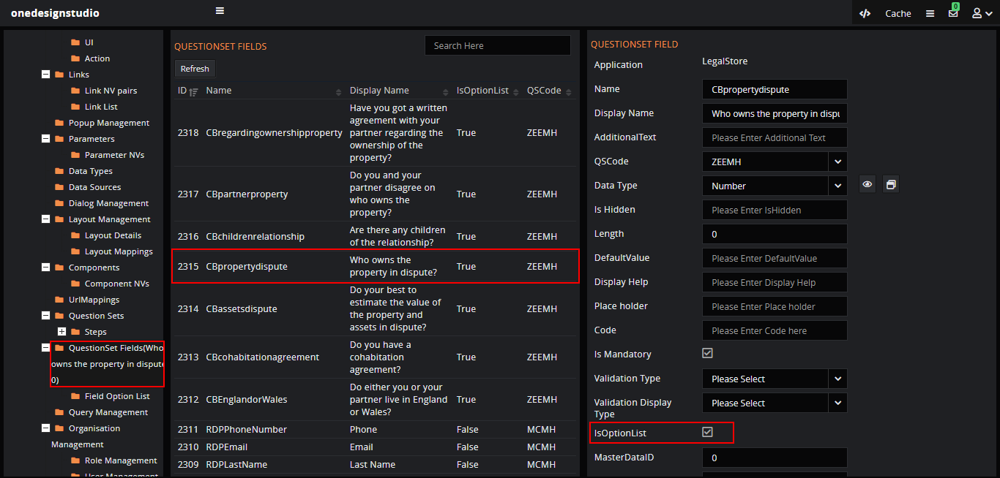 onedesignstudio
Cache
0
UI
Action
Links
Link NV pairs
Link List
Popup Management
Parameters
Parameter NVs
Data Types
Data Sources
Dialog Management
Layout Management
Layout Details
Layout Mappings
Components
Component NVs
UrlMappings
Question Sets
Steps
QuestionSet Fields(Who
owns the property in dispute
0)
Field Option List
Query Management
Organisation
Management
Role Management
User Management
QUESTIONSET FIELDS
Search Here
Refresh
ID Name Display Name IsOptionList QSCode
Have you got a written
agreement with your
2318 CBregardingownershipproperty partner regarding the True ZEEMH
ownership of the
property?
Do you and your
partner disagree on
2317 CBpartnerproperty who owns the True ZEEMH
property?
2316 CBchildrenrelationship Are there any children True ZEEMH
of the relationship?
2315 CBpropertydispute Who owns the True ZEEMH
property in dispute?
Do your best to
estimate the value of
2314 CBassetsdispute the property and True ZEEMH
assets in dispute?
Do you have a
2313 CBcohabitationagreement cohabitation True ZEEMH
agreement?
Do either you or your
2312 CBEnglandorWales partner live in England True ZEEMH
or Wales?
2311 RDPPhoneNumber Phone False MCMH
2310 RDPEmail Email False MCMH
2309 RDPLastName Last Name False MCMH
QUESTIONSET FIELD
Application LegalStore
Name CBpropertydispute
Display Name Who owns the property in dispu
AdditionalText Please Enter Additional Text
QSCode ZEEMH
Data Type Number
Is Hidden Please Enter IsHidden
Length 0
DefaultValue Please Enter DefaultValue
Display Help Please Enter Display Help
Place holder Please Enter Place holder
Code Please Enter Code here
Is Mandatory
Validation Type Please Select
Validation Display Please Select
Type
IsOptionList
MasterDataID 0